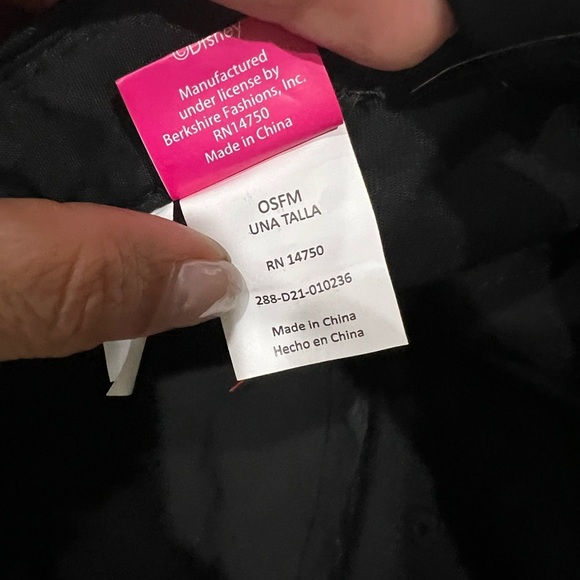 ©Disney
Manufactured
under license by
Berkshire Fashions, Inc.
RN14750
Made in China
OSFM
UNA TALLA
RN 14750
288-D21-010236
Made in China
Hecho en China